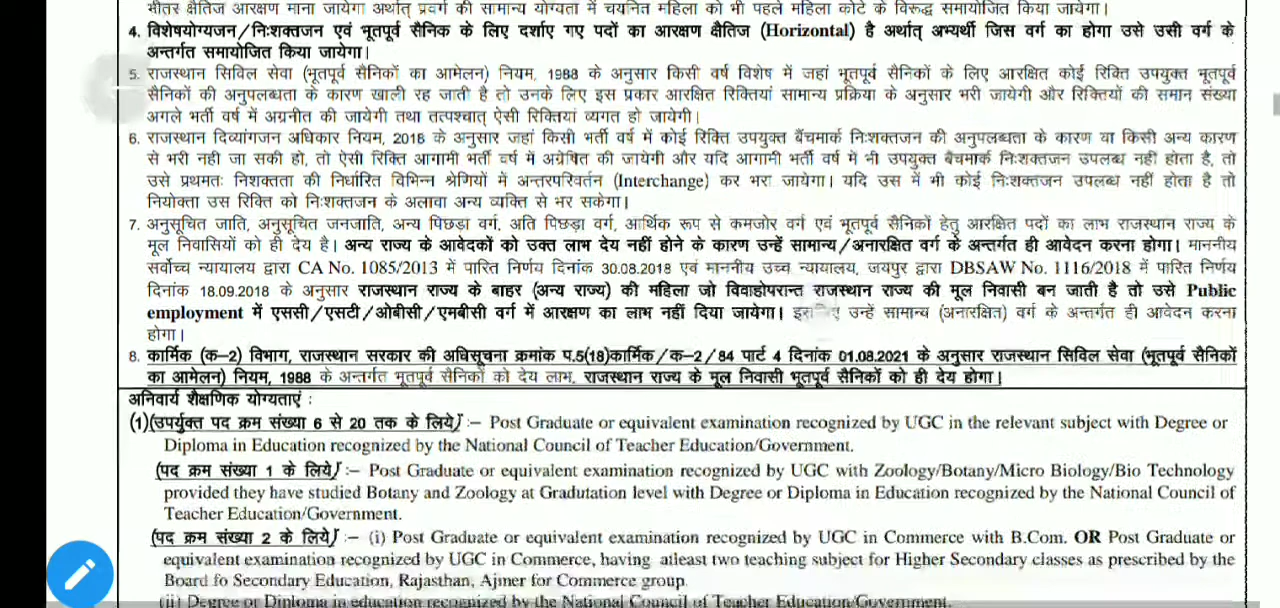 भीतर क्षैतिज आरक्षण माना जायेगा अर्थात् प्रवर्ग की सामान्य योग्यता में चयनित महिला को भी पहले महिला कोटे के विरूद्ध समायोजित किया जायेगा।
4. विशेषयोग्यजन/निःशक्तजन एवं भूतपूर्व सैनिक के लिए दर्शाए गए पदों का आरक्षण क्षैतिज (Horizontal) है अर्थात् अभ्यर्थी जिस वर्ग का होगा उसे उसी वर्ग के
अन्तर्गत समायोजित किया जायेगा।
5. राजस्थान सिविल सेवा (भूतपूर्व सैनिकों का आमेलन) नियम, 1988 के अनुसार किसी वर्ष विशेष में जहां भूतपूर्व सैनिकों के लिए आरक्षित कोई रिक्ति उपयुक्त भूतपूर्व
सैनिकों की अनुपलब्धता के कारण खाली रह जाती है तो उनके लिए इस प्रकार आरक्षित रिक्तियां सामान्य प्रक्रिया के अनुसार भरी जायेगी और रिक्तियों की समान संख्या
अगले भर्ती वर्ष में अग्रनीत की जायेगी तथा तत्पश्चात् ऐसी रिक्तियां व्यगत हो जायेगी।
6. राजस्थान दिव्यांगजन अधिकार नियम, 2018 के अनुसार जहां किसी भर्ती वर्ष में कोई रिक्ति उपयुक्त बैंचमार्क निःशक्तजन की अनुपलब्धता के कारण या किसी अन्य कारण
से भरी नही जा सकी हो, तो ऐसी रिक्ति आगामी भर्ती वर्ष में अग्रेषित की जायेगी और यदि आगामी भर्ती वर्ष में भी उपयुक्त बैचमार्क निःशक्तजन उपलब्ध नहीं होता है, तो
उसे प्रथमतः निशक्तता की निर्धारित विभिन्न श्रेणियों में अन्तरपरिवर्तन (Interchange) कर भरा जायेगा। यदि उस में भी कोई निःशक्तजन उपलब्ध नहीं होता है तो
नियोक्ता उस रिक्ति को निःशक्तजन के अलावा अन्य व्यक्ति से भर सकेगा।
7. अनुसूचित जाति, अनुसूचित जनजाति, अन्य पिछड़ा वर्ग, अति पिछड़ा वर्ग, आर्थिक रूप से कमजोर वर्ग एवं भूतपूर्व सैनिकों हेतु आरक्षित पदों का लाभ राजस्थान राज्य के
मूल निवासियों को ही देय है। अन्य राज्य के आवेदकों को उक्त लाभ देय नहीं होने के कारण उन्हें सामान्य/अनारक्षित वर्ग के अन्तर्गत ही आवेदन करना होगा। माननीय
सर्वोच्च न्यायालय द्वारा CA No. 1085/2013 में पारित निर्णय दिनांक 30.08.2018 एवं माननीय उच्च न्यायालय, जयपुर द्वारा DBSAW No. 1116/2018 में पारित निर्णय
दिनांक 18.09.2018 के अनुसार राजस्थान राज्य के बाहर (अन्य राज्य) की महिला जो विवाहोपरान्त राजस्थान राज्य की मूल निवासी बन जाती है तो उसे Public
employment में एससी/एसटी/ओबीसी/एमबीसी वर्ग में आरक्षण का लाभ नहीं दिया जायेगा। उन्हें सामान्य (अनारक्षित) वर्ग के अन्तर्गत ही आवेदन करना
होगा।
8. कार्मिक (क-2) विभाग, राजस्थान सरकार की अधिसूचना क्रमांक प.5(18)कार्मिक/क-2/84 पार्ट 4 दिनांक 01.08.2021 के अनुसार राजस्थान सिविल सेवा (भूतपूर्व सैनिकों
का आमेलन) नियम, 1988 के अन्तर्गत भूतपूर्व सैनिकों को देय लाभ, राजस्थान राज्य के मूल निवासी भूतपूर्व सैनिकों को ही देय होगा।
अनिवार्य शैक्षणिक योग्यताएं :
(1)(उपर्युक्त पद क्रम संख्या 6 से 20 तक के लिये) :– Post Graduate or equivalent examination recognized by UGC in the relevant subject with Degree or
Diploma in Education recognized by the National Council of Teacher Education/Government.
(पद क्रम संख्या 1 के लिये) :– Post Graduate or equivalent examination recognized by UGC with Zoology/Botany/Micro Biology/Bio Technology
provided they have studied Botany and Zoology at Gradutation level with Degree or Diploma in Education recognized by the National Council of
Teacher Education/Government.
(पद क्रम संख्या 2 के लिये) :– (i) Post Graduate or equivalent examination recognized by UGC in Commerce with B.Com. OR Post Graduate or
equivalent examination recognized by UGC in Commerce, having atleast two teaching subject for Higher Secondary classes as prescribed by the
Board fo Secondary Education, Rajasthan, Ajmer for Commerce group.
(ii) Degree or Diploma in education recognized by the National Council of Teacher Education/Government.